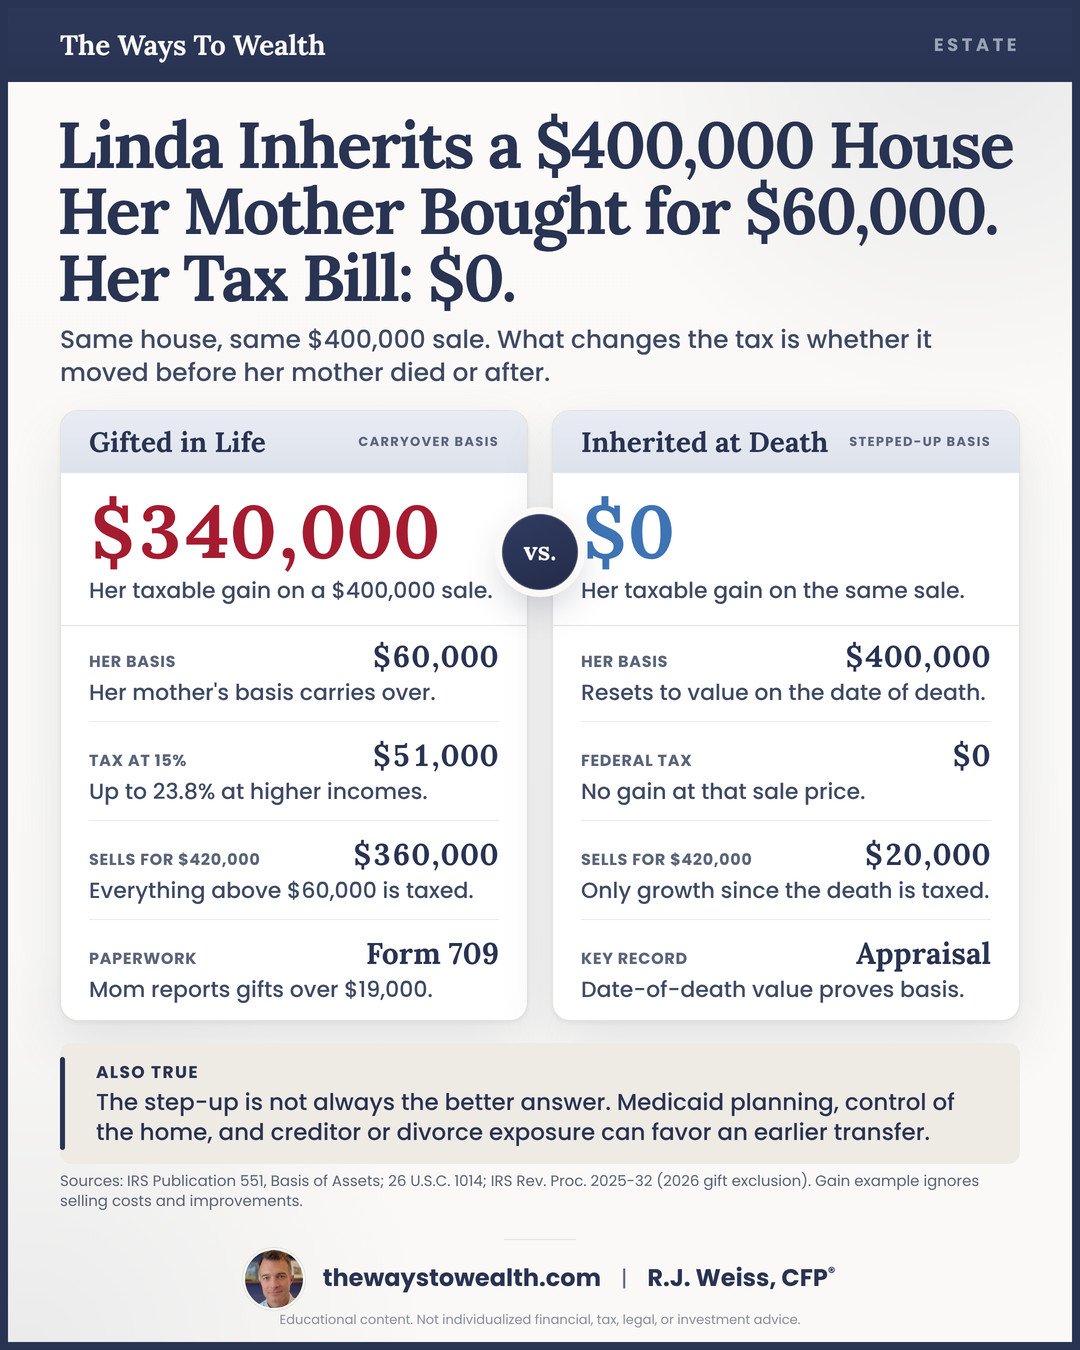 The Ways To Wealth
ESTATE
Linda Inherits a $400,000 House
Her Mother Bought for $60,000.
Her Tax Bill: $0.
Same house, same $400,000 sale. What changes the tax is whether it
moved before her mother died or after.
Gifted in Life
CARRYOVER BASIS
$340,000
Her taxable gain on a $400,000 sale.
HER BASIS
$60,000
Her mother's basis carries over.
TAX AT 15%
$51,000
Up to 23.8% at higher incomes.
SELLS FOR $420,000
$360,000
Everything above $60,000 is taxed.
PAPERWORK
Form 709
Mom reports gifts over $19,000.
vs.
Inherited at Death
STEPPED-UP BASIS
$0
Her taxable gain on the same sale.
HER BASIS
$400,000
Resets to value on the date of death.
FEDERAL TAX
$0
No gain at that sale price.
SELLS FOR $420,000
$20,000
Only growth since the death is taxed.
KEY RECORD
Appraisal
Date-of-death value proves basis.
ALSO TRUE
The step-up is not always the better answer. Medicaid planning, control of
the home, and creditor or divorce exposure can favor an earlier transfer.
Sources: IRS Publication 551, Basis of Assets; 26 U.S.C. 1014; IRS Rev. Proc. 2025-32 (2026 gift exclusion). Gain example ignores
selling costs and improvements.
thewaystowealth.com | R.J. Weiss, CFP®
Educational content. Not individualized financial, tax, legal, or investment advice.